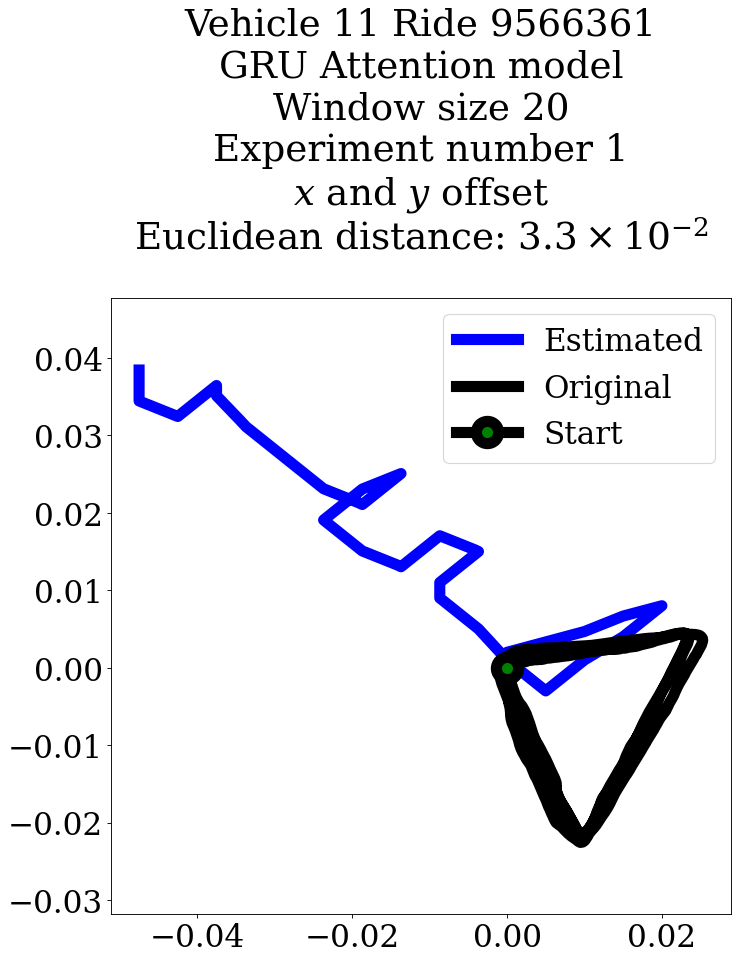 Vehicle 11 Ride 9566361
GRU Attention model
Window size 20
Experiment number 1
x and y offset
Euclidean distance: 3.3 × 10⁻²
Estimated
Original
Start
0.04
0.03
0.02
0.01
0.00
−0.01
−0.02
−0.03
−0.04
−0.02
0.00
0.02